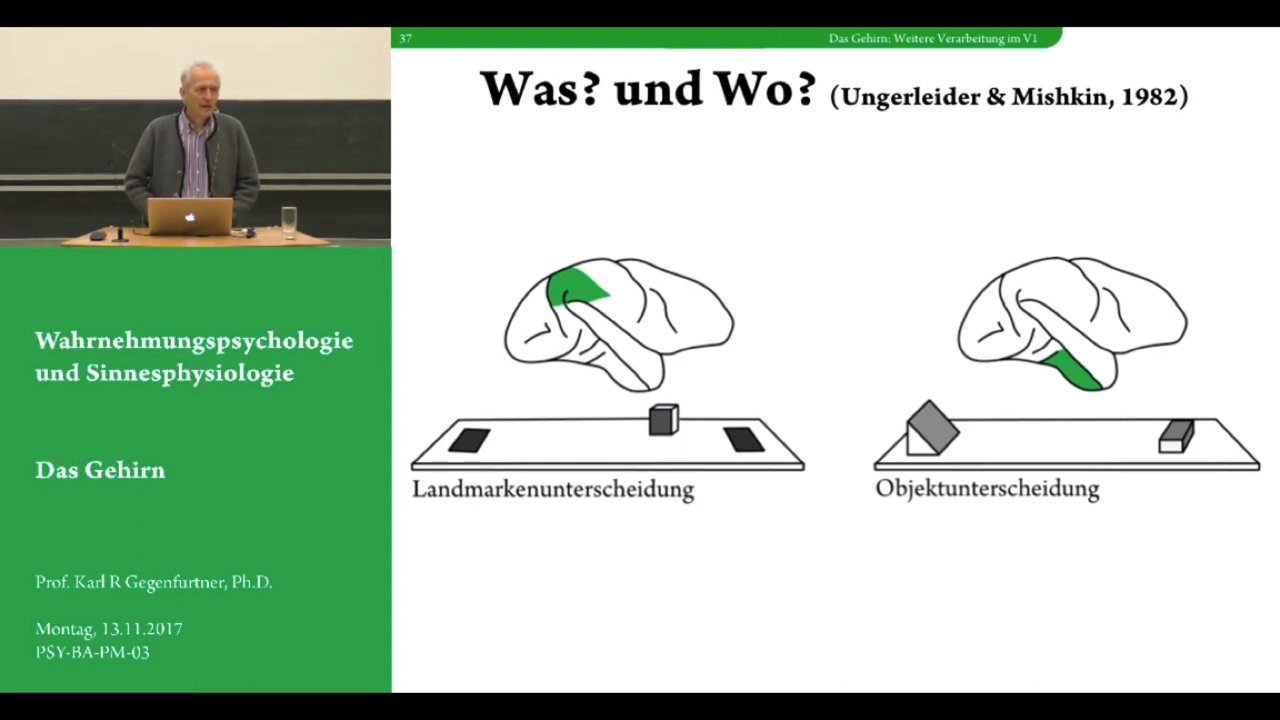 37
Das Gehirn: Weitere Verarbeitung im V1
Was? und Wo? (Ungerleider & Mishkin, 1982)
Landmarkenunterscheidung
Objektunterscheidung
Wahrnehmungspsychologie
und Sinnesphysiologie
Das Gehirn
Prof. Karl R Gegenfurtner, Ph.D.
Montag, 13.11.2017
PSY-BA-PM-03